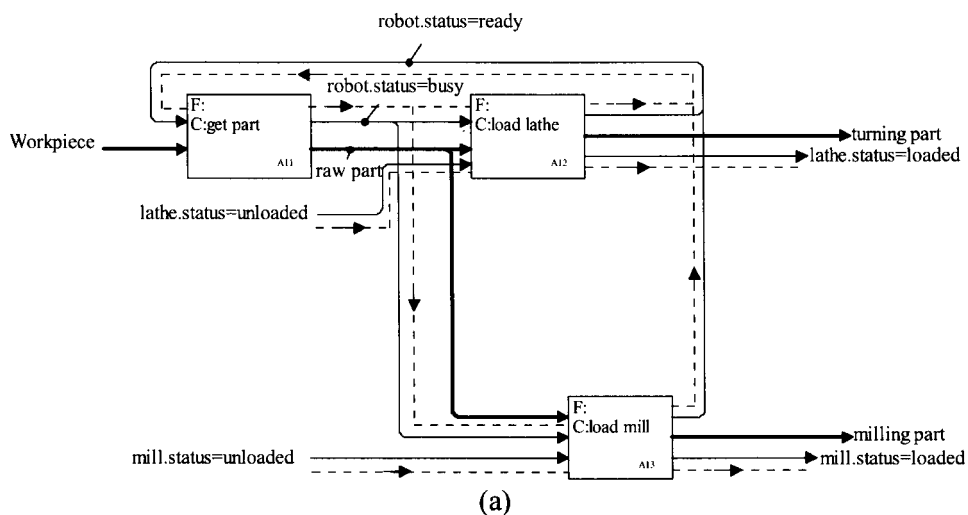 robot.status=ready
robot.status=busy
F:
C:get part
A11
F:
C:load lathe
A12
Workpiece
turning part
lathe.status=loaded
raw part
lathe.status=unloaded
F:
C:load mill
A13
milling part
mill.status=loaded
mill.status=unloaded
(a)